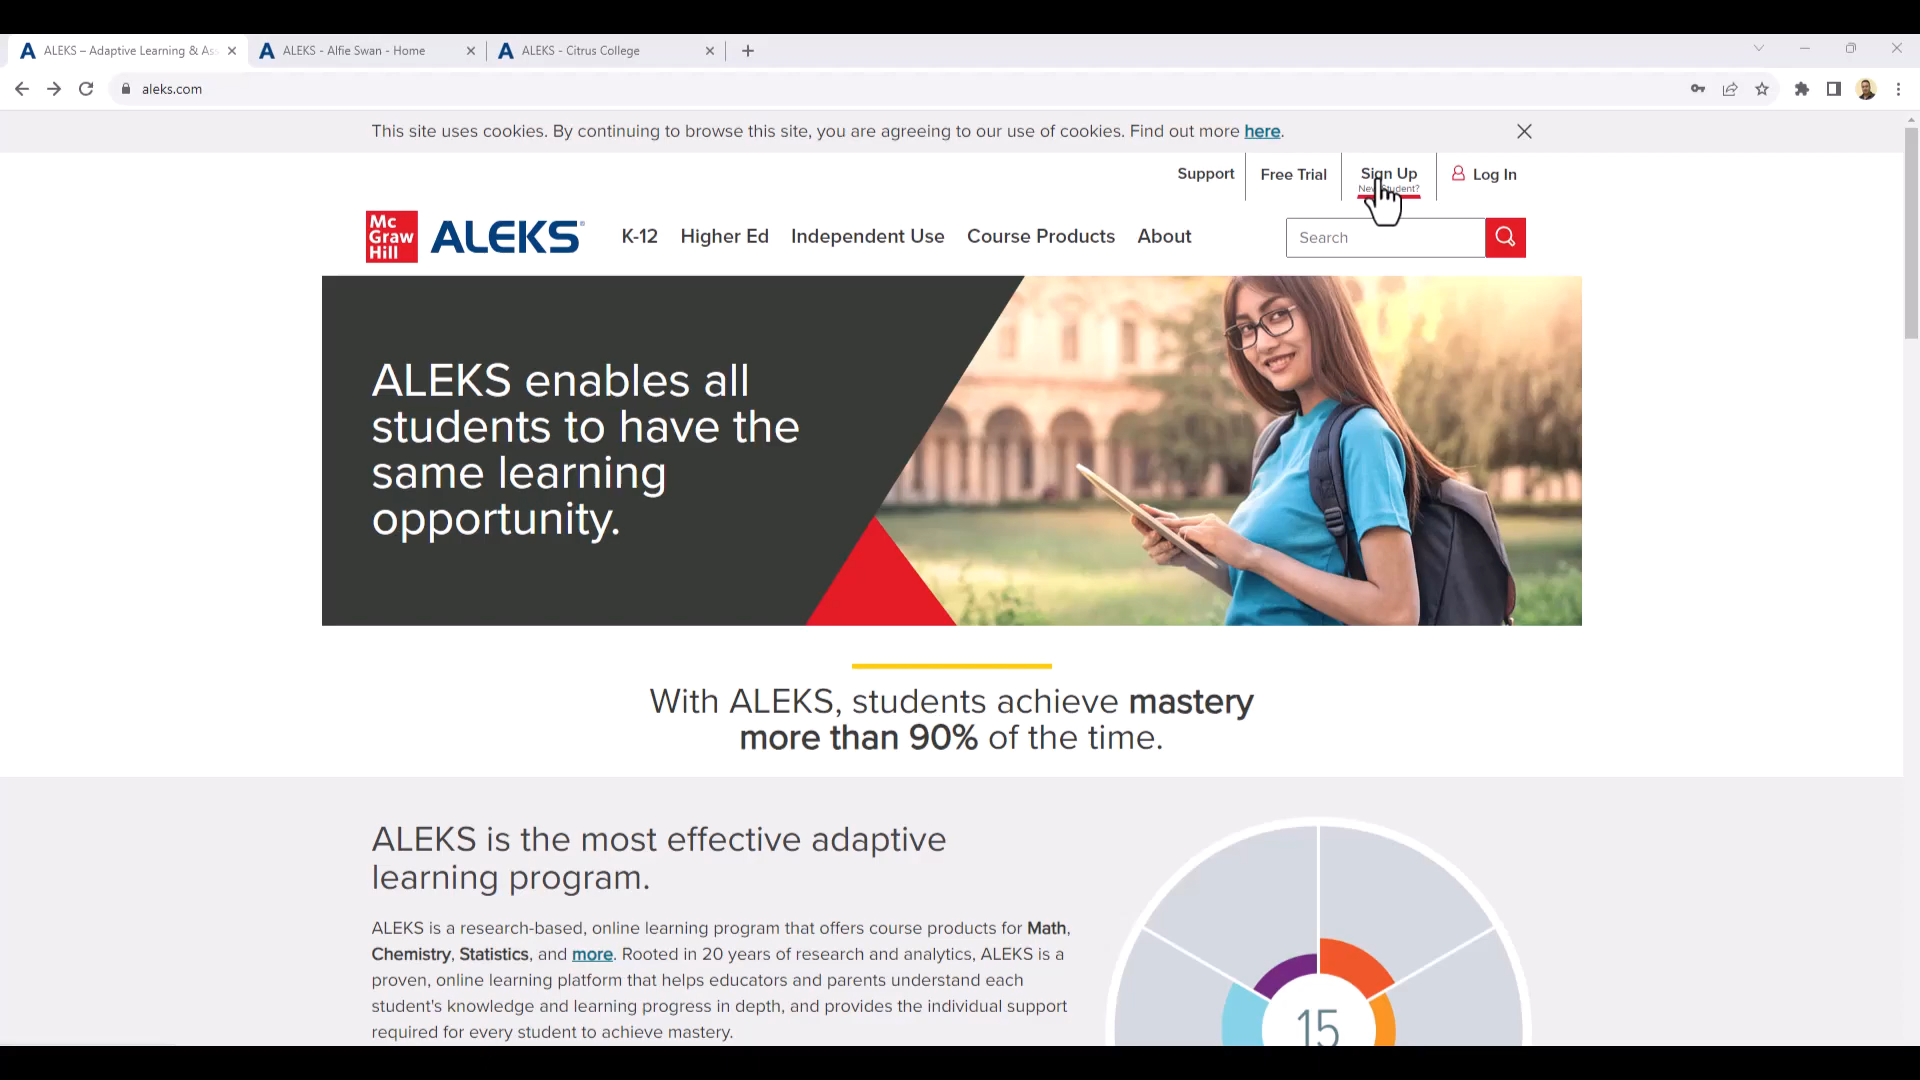 ALEKS – Adaptive Learning & As
ALEKS - Alfie Swan - Home
ALEKS - Citrus College
aleks.com
This site uses cookies. By continuing to browse this site, you are agreeing to our use of cookies. Find out more here.
Support
Free Trial
Sign Up
Log In
Mc
Graw
Hill
ALEKS®
K-12
Higher Ed
Independent Use
Course Products
About
Search
ALEKS enables all
students to have the
same learning
opportunity.
With ALEKS, students achieve mastery
more than 90% of the time.
ALEKS is the most effective adaptive
learning program.
ALEKS is a research-based, online learning program that offers course products for Math,
Chemistry, Statistics, and more. Rooted in 20 years of research and analytics, ALEKS is a
proven, online learning platform that helps educators and parents understand each
student's knowledge and learning progress in depth, and provides the individual support
required for every student to achieve mastery.
15